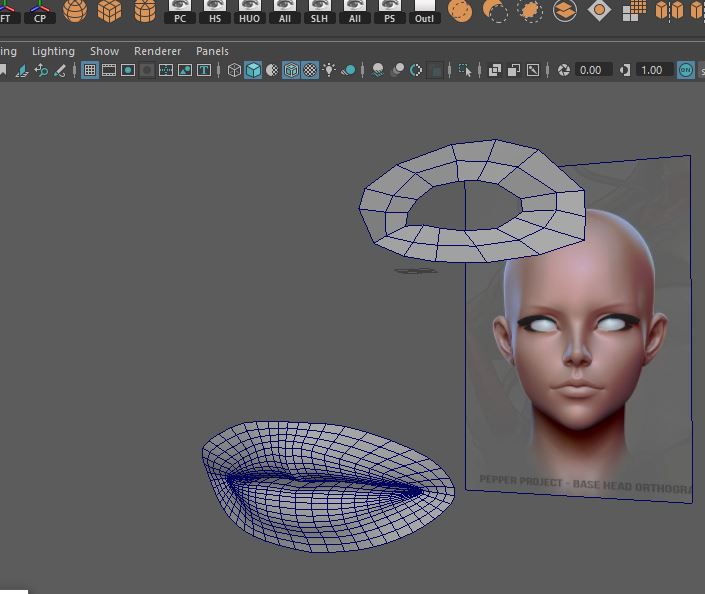 FT CP PC HS HUO All SLH All PS Outl
ing Lighting Show Renderer Panels
T 0.00 1.00 ON
PEPPER PROJECT - BASE HEAD ORTHOGRA